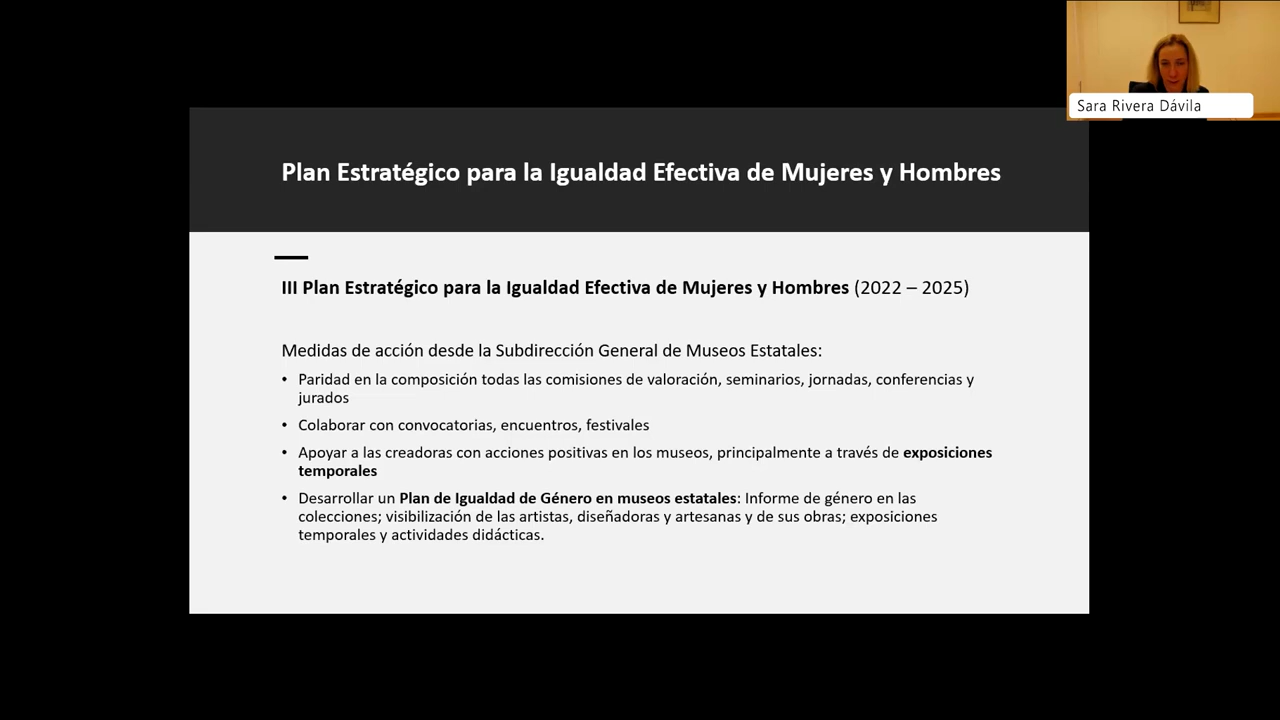 Sara Rivera Dávila
Plan Estratégico para la Igualdad Efectiva de Mujeres y Hombres
III Plan Estratégico para la Igualdad Efectiva de Mujeres y Hombres (2022 – 2025)
Medidas de acción desde la Subdirección General de Museos Estatales:
• Paridad en la composición todas las comisiones de valoración, seminarios, jornadas, conferencias y
jurados
• Colaborar con convocatorias, encuentros, festivales
• Apoyar a las creadoras con acciones positivas en los museos, principalmente a través de exposiciones
temporales
• Desarrollar un Plan de Igualdad de Género en museos estatales: Informe de género en las
colecciones; visibilización de las artistas, diseñadoras y artesanas y de sus obras; exposiciones
temporales y actividades didácticas.